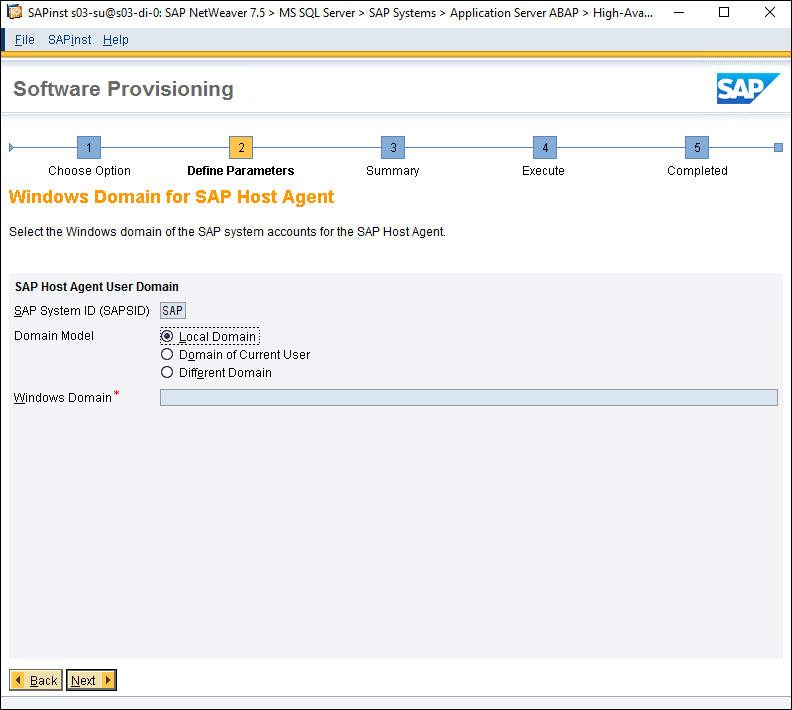 SAPinst s03-su@s03-di-0: SAP NetWeaver 7.5 > MS SQL Server > SAP Systems > Application Server ABAP > High-Ava...
File SAPinst Help
Software Provisioning
SAP
1 2 3 4 5
Choose Option Define Parameters Summary Execute Completed
Windows Domain for SAP Host Agent
Select the Windows domain of the SAP system accounts for the SAP Host Agent.
SAP Host Agent User Domain
SAP System ID (SAPSID) SAP
Domain Model Local Domain
Domain of Current User
Different Domain
Windows Domain*
Back Next